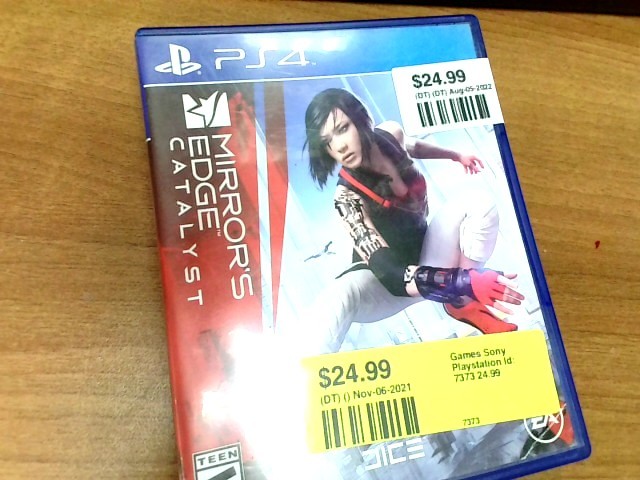 PS4
$24.99
(DT) (DT) Aug-05-2022
MIRROR'S
EDGE™
CATALYST
$24.99
(DT) () Nov-06-2021
Games Sony
Playstation Id:
7373 24.99
7373
DICE
EA
TEEN